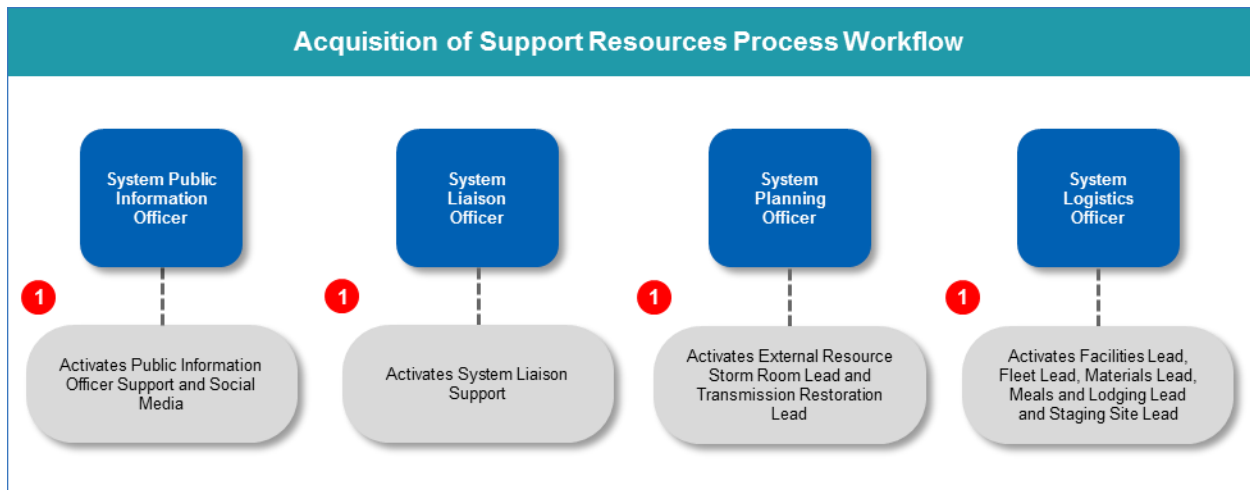 Acquisition of Support Resources Process Workflow
System Public
Information
Officer
System
Liaison
Officer
System
Planning
Officer
System
Logistics
Officer
1
1
1
1
Activates Public Information
Officer Support and Social
Media
Activates System Liaison
Support
Activates External Resource
Storm Room Lead and
Transmission Restoration
Lead
Activates Facilities Lead,
Fleet Lead, Materials Lead,
Meals and Lodging Lead
and Staging Site Lead